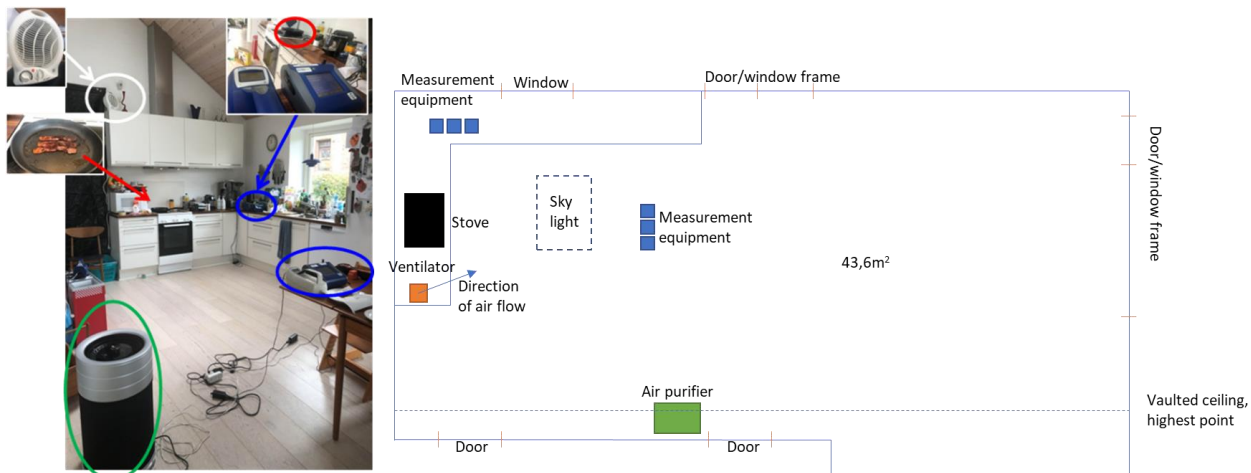 Measurement
equipment
Window
Door/window frame
Door/window frame
Sky
light
Stove
Measurement
equipment
43,6m²
Ventilator
Direction
of air flow
Air purifier
Vaulted ceiling,
highest point
Door
Door